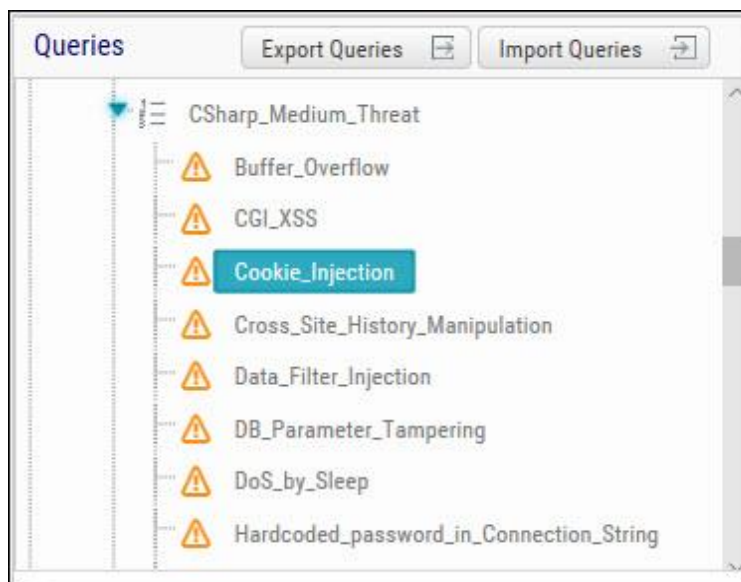 Queries Export Queries Import Queries
CSharp_Medium_Threat
Buffer_Overflow
CGI_XSS
Cookie_Injection
Cross_Site_History_Manipulation
Data_Filter_Injection
DB_Parameter_Tampering
DoS_by_Sleep
Hardcoded_password_in_Connection_String